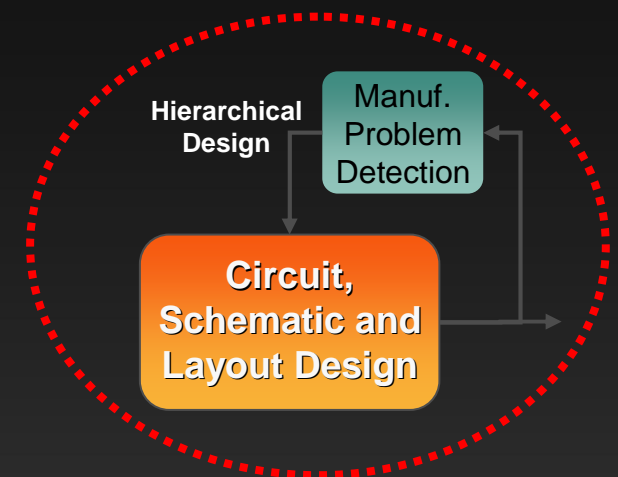 Hierarchical
Design
Manuf.
Problem
Detection
Circuit,
Schematic and
Layout Design